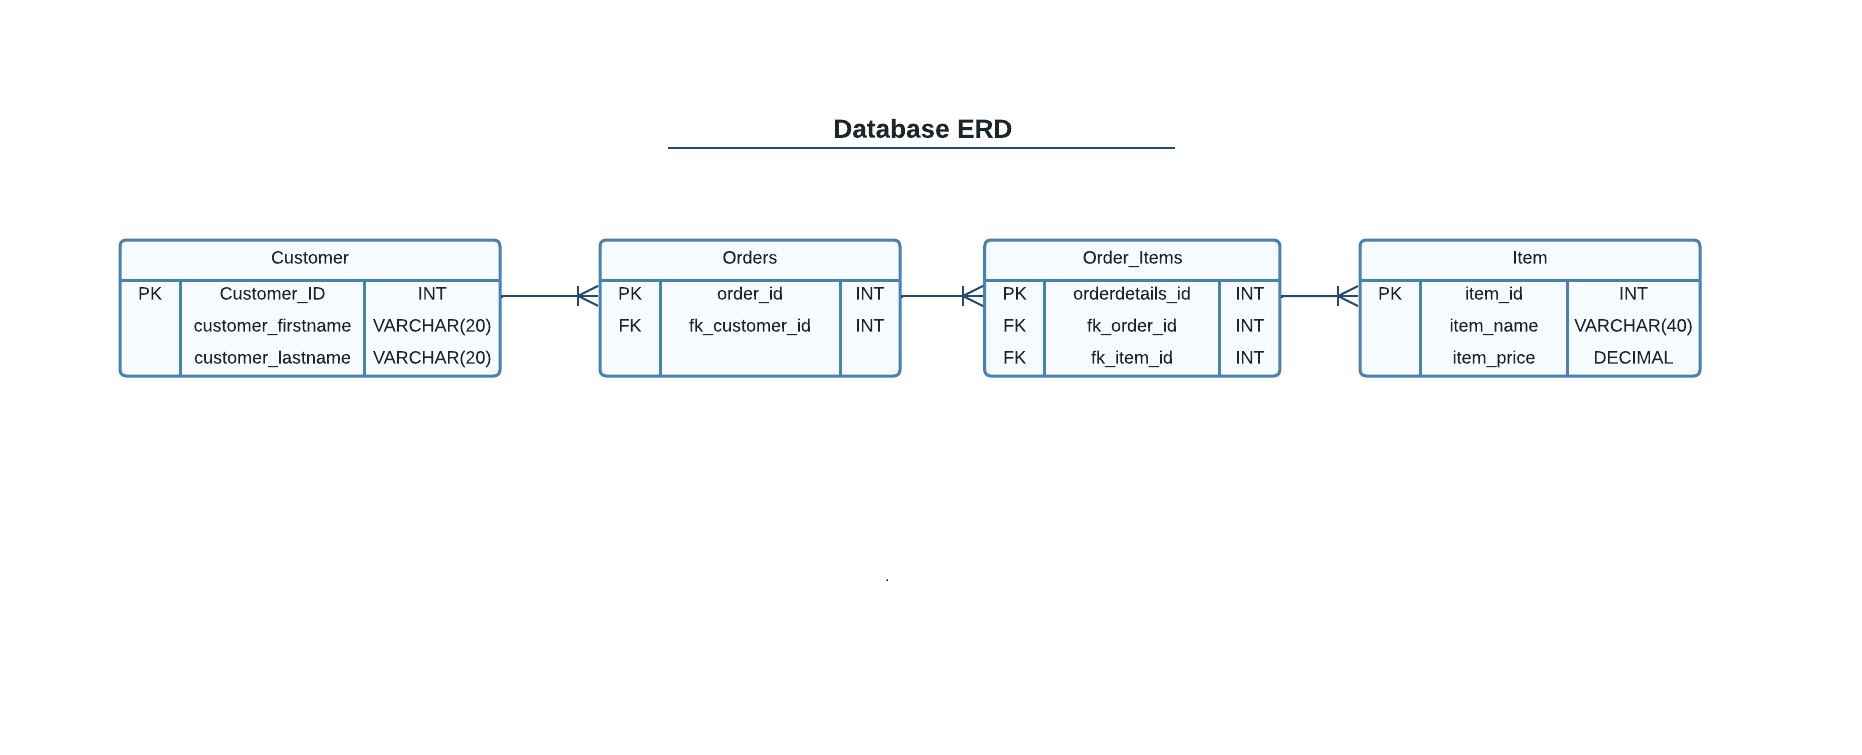 Database ERD
Customer
PK Customer_ID INT
customer_firstname VARCHAR(20)
customer_lastname VARCHAR(20)
Orders
PK order_id INT
FK fk_customer_id INT
Order_Items
PK orderdetails_id INT
FK fk_order_id INT
FK fk_item_id INT
Item
PK item_id INT
item_name VARCHAR(40)
item_price DECIMAL
.